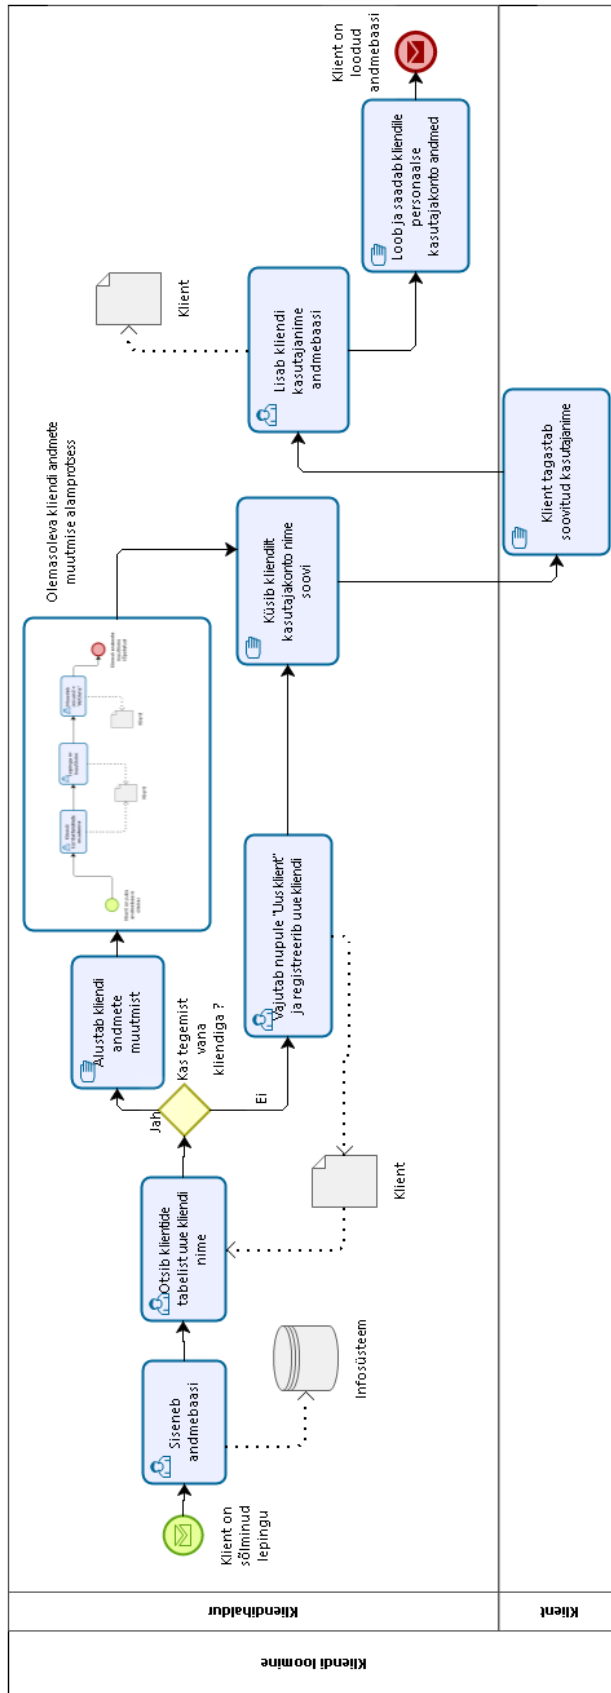 Kliendi loomine
Kliendihaldur
Klient
Klient on
sõlminud
lepingu
Siseneb
andmebaasi
Infosüsteem
Otsib klientide
tabelist uue kliendi
nime
Klient
Kas tegemist
vana
kliendiga ?
Jah
Ei
Alustab kliendi
andmete
muutmist
Vajutab nupule "Uus klient"
ja registreerib uue kliendi
Olemasoleva kliendi andmete
muutmise alamprotsess
Küsib kliendilt
kasutajakonto nime
soovi
Klient tagastab
soovitud kasutajanime
Lisab kliendi
kasutajanime
andmebaasi
Klient
Loob ja saadab kliendile
personaalse
kasutajakonto andmed
Klient on
loodud
andmebaasi